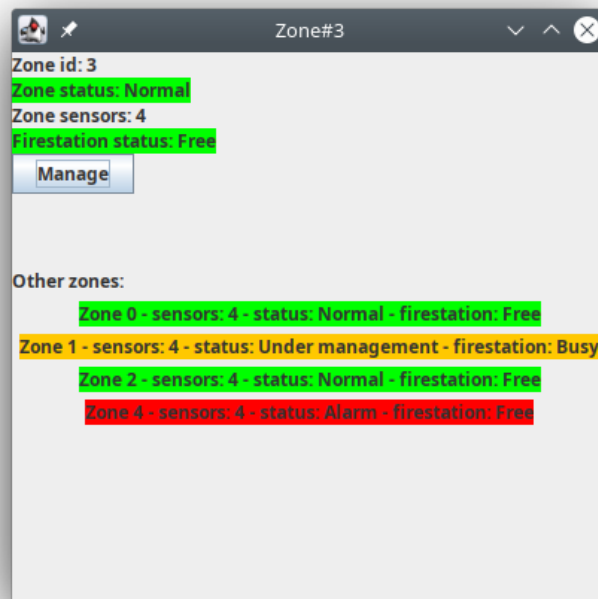 Zone#3
Zone id: 3
Zone status: Normal
Zone sensors: 4
Firestation status: Free
Manage
Other zones:
Zone 0 - sensors: 4 - status: Normal - firestation: Free
Zone 1 - sensors: 4 - status: Under management - firestation: Busy
Zone 2 - sensors: 4 - status: Normal - firestation: Free
Zone 4 - sensors: 4 - status: Alarm - firestation: Free